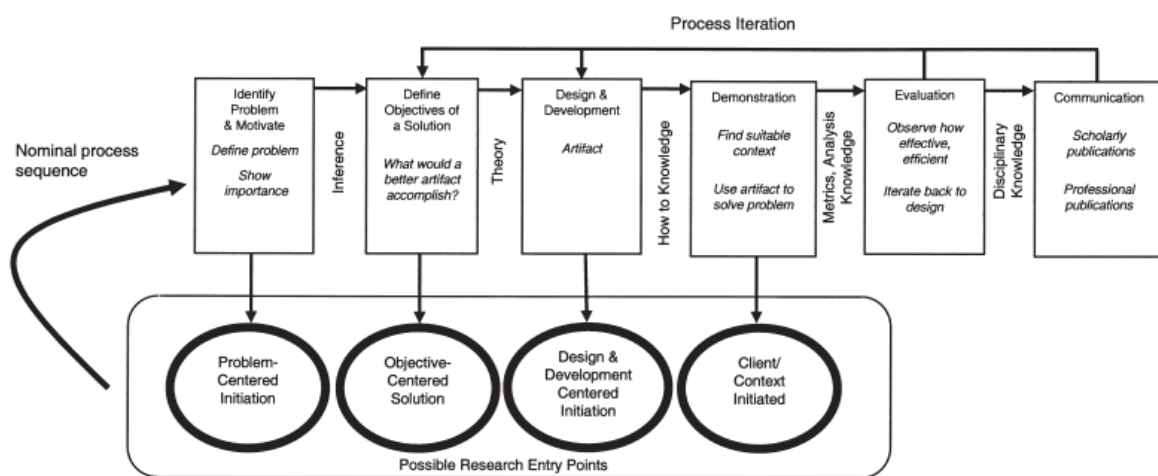 Process Iteration
Nominal process
sequence
Identify
Problem
& Motivate
Define problem
Show
importance
Inference
Define
Objectives of
a Solution
What would a
better artifact
accomplish?
Theory
Design &
Development
Artifact
How to Knowledge
Demonstration
Find suitable
context
Use artifact to
solve problem
Metrics, Analysis
Knowledge
Evaluation
Observe how
effective,
efficient
Iterate back to
design
Disciplinary
Knowledge
Communication
Scholarly
publications
Professional
publications
Problem-
Centered
Initiation
Objective-
Centered
Solution
Design &
Development
Centered
Initiation
Client/
Context
Initiated
Possible Research Entry Points